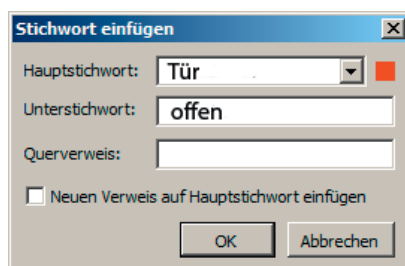 Stichwort einfügen
Hauptstichwort: Tür
Unterstichwort: offen
Querverweis:
Neuen Verweis auf Hauptstichwort einfügen
OK Abbrechen